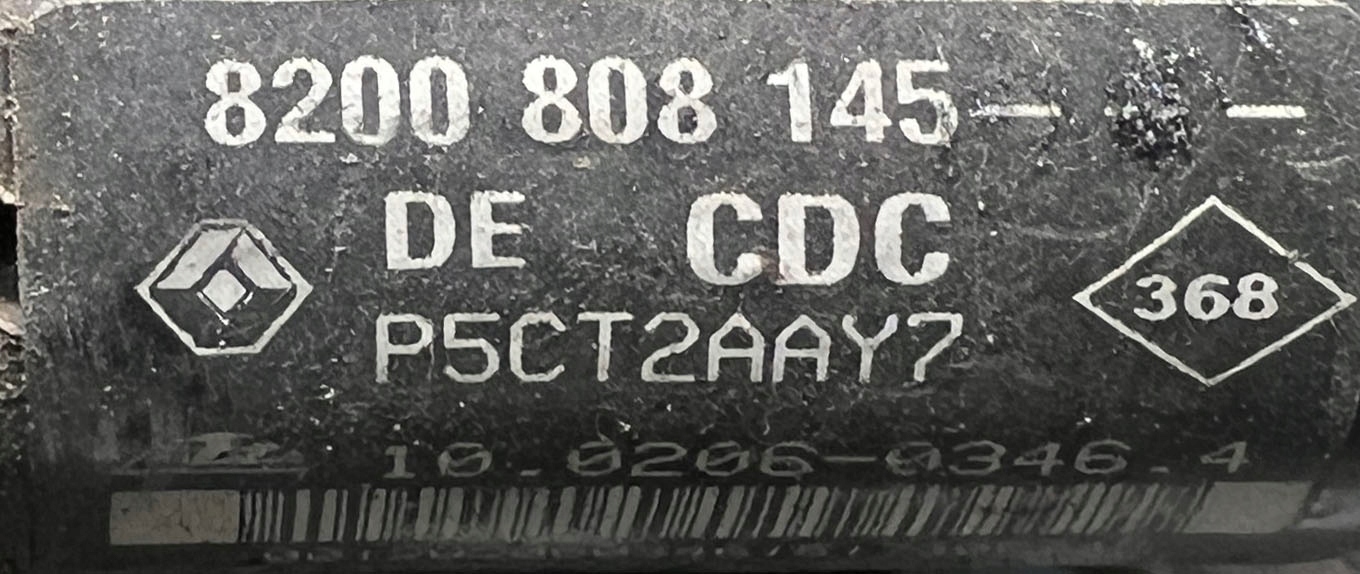 8200 808 145-- -
DE CDC
368
P5CT2AAY7
10.0206-0346.4